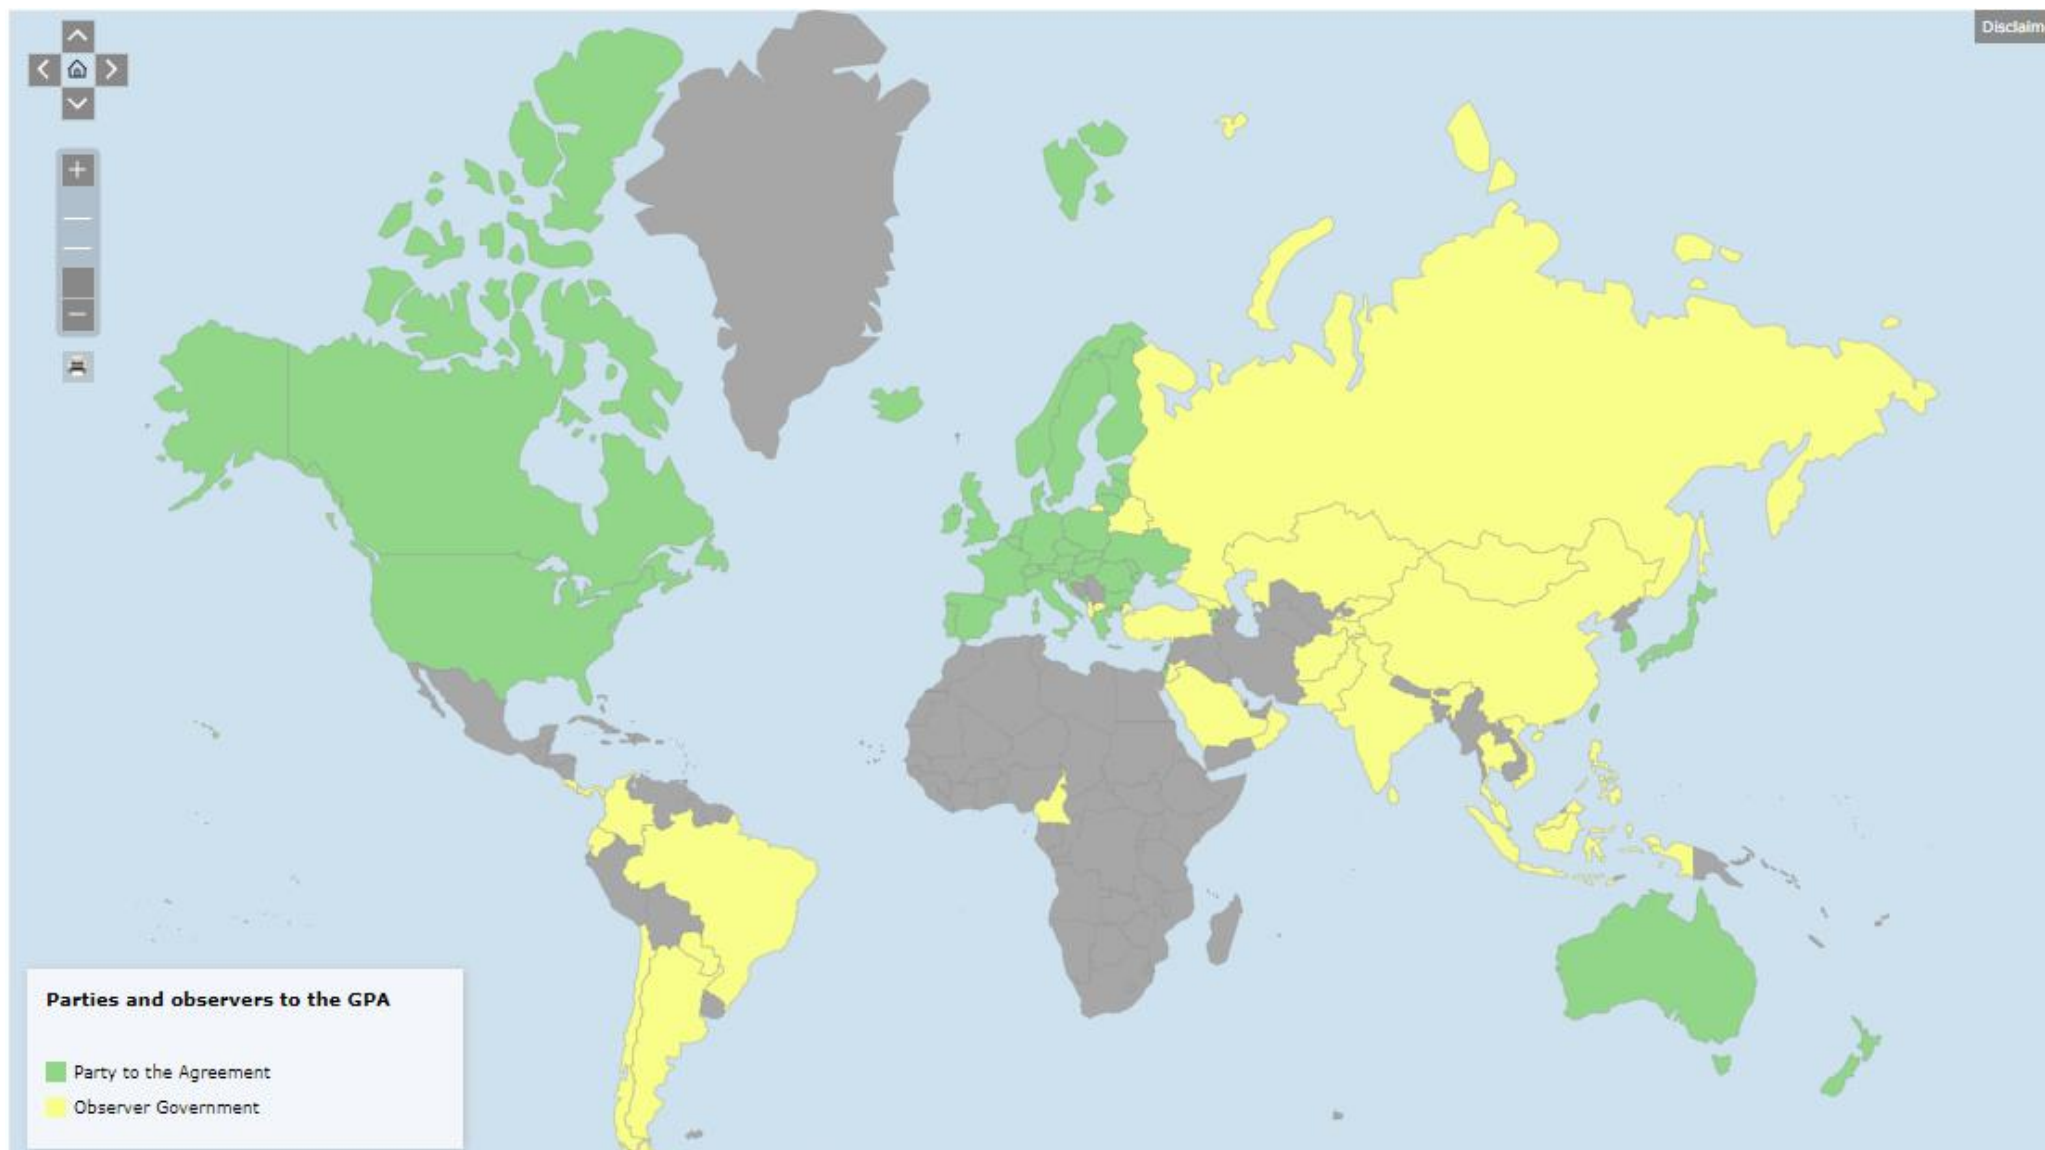 Disclaim
Parties and observers to the GPA
Party to the Agreement
Observer Government